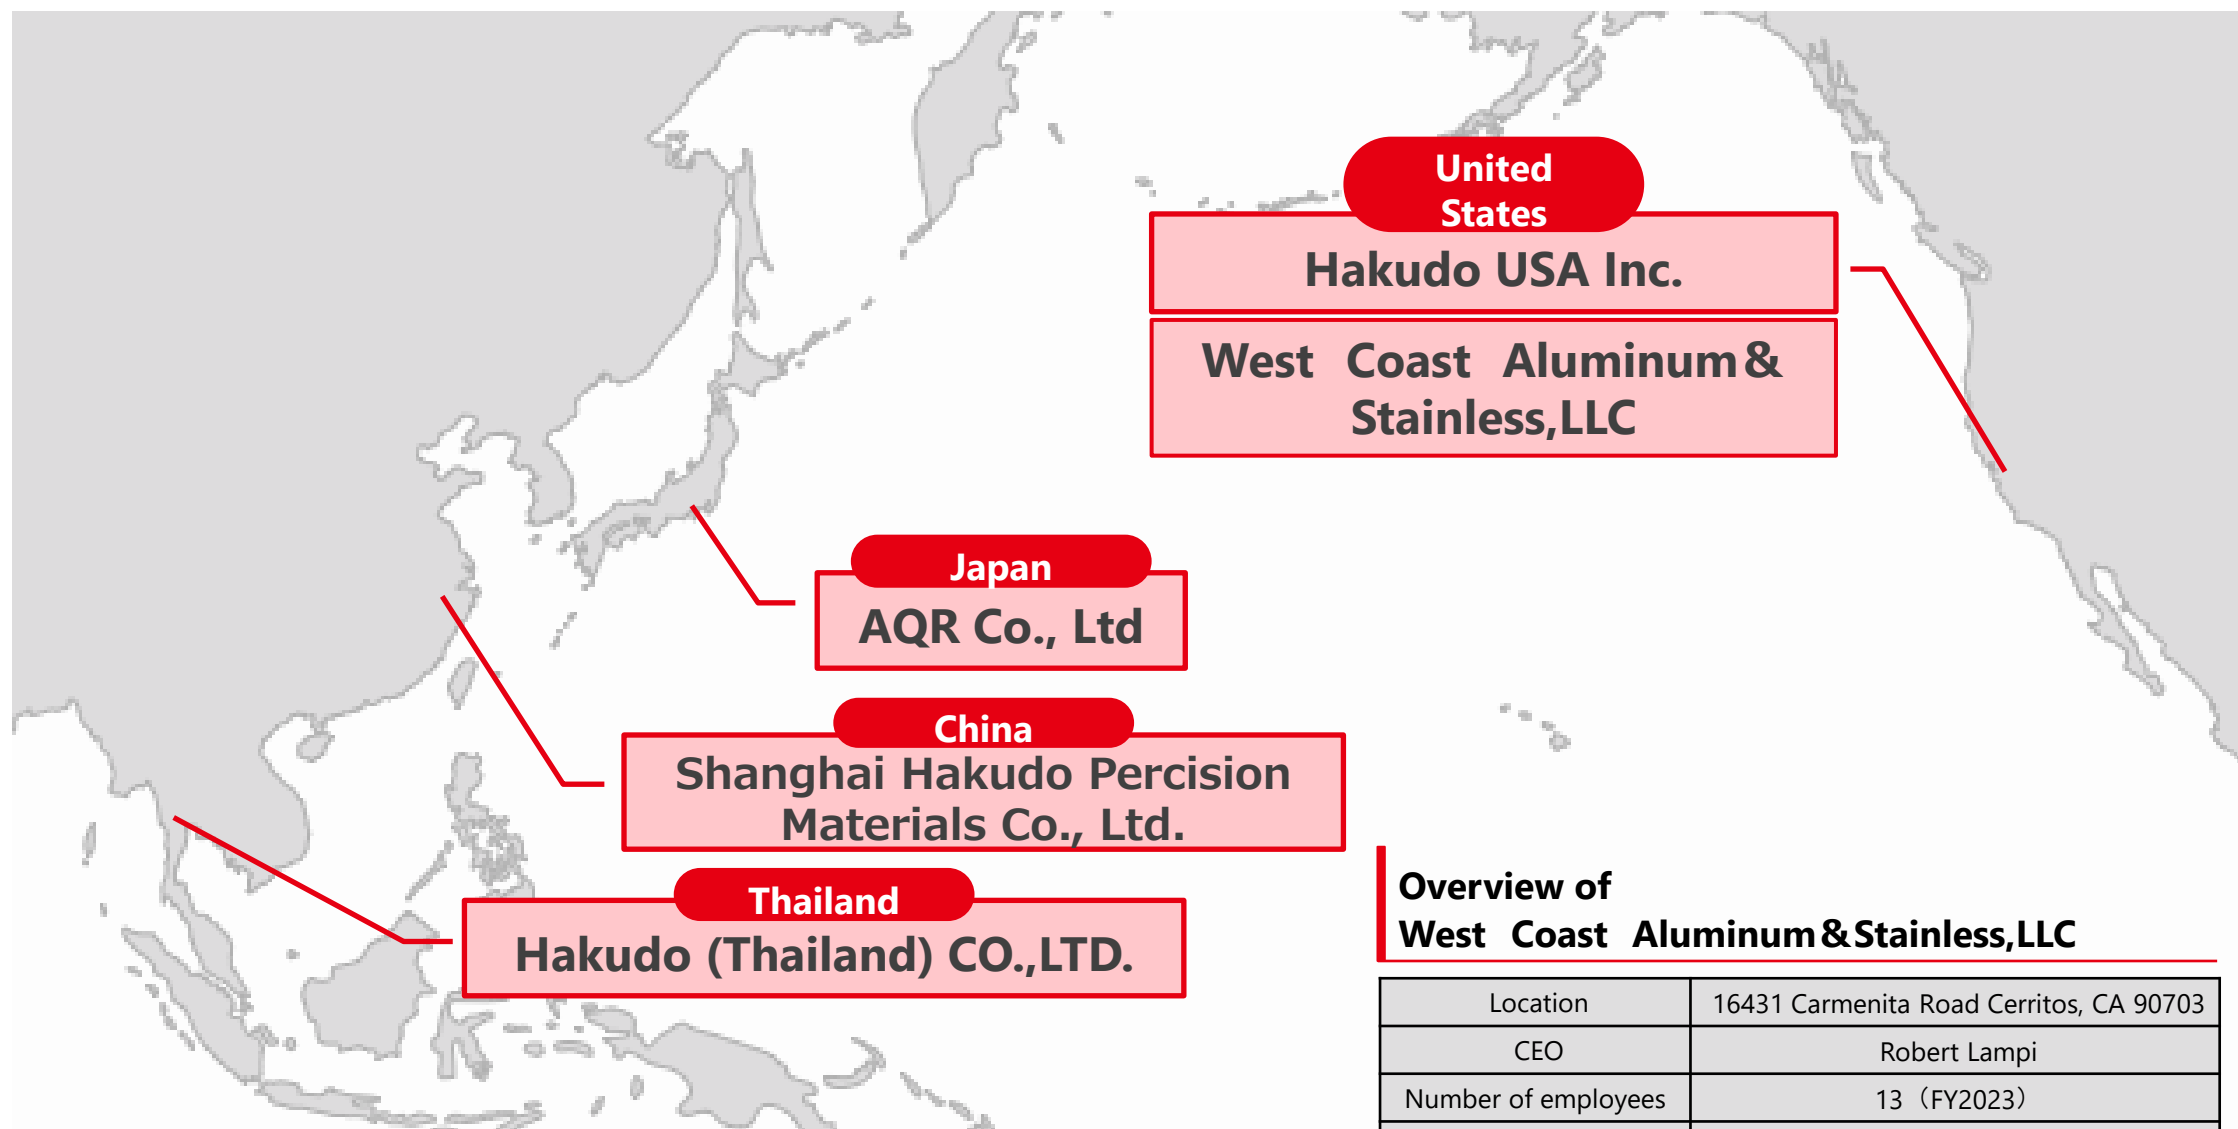 United
States
Hakudo USA Inc.
West Coast Aluminum＆
Stainless,LLC
Japan
AQR Co., Ltd
China
Shanghai Hakudo Percision
Materials Co., Ltd.
Thailand
Hakudo (Thailand) CO.,LTD.
Overview of
West Coast Aluminum＆Stainless,LLC
Location 16431 Carmenita Road Cerritos, CA 90703
CEO Robert Lampi
Number of employees 13（FY2023）